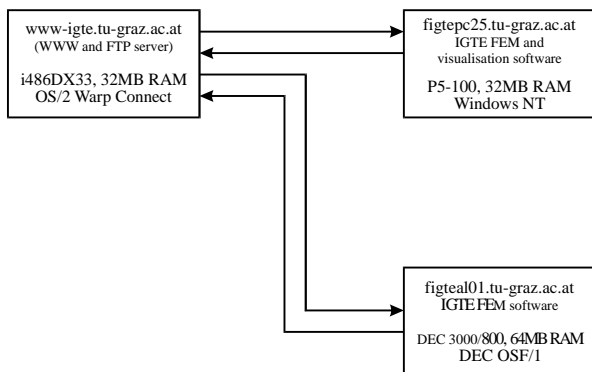 www-igte.tu-graz.ac.at
(WWW and FTP server)
i486DX33, 32MB RAM
OS/2 Warp Connect
figtepc25.tu-graz.ac.at
IGTE FEM and
visualisation software
P5-100, 32MB RAM
Windows NT
figteal01.tu-graz.ac.at
IGTE FEM software
DEC 3000/800, 64MB RAM
DEC OSF/1